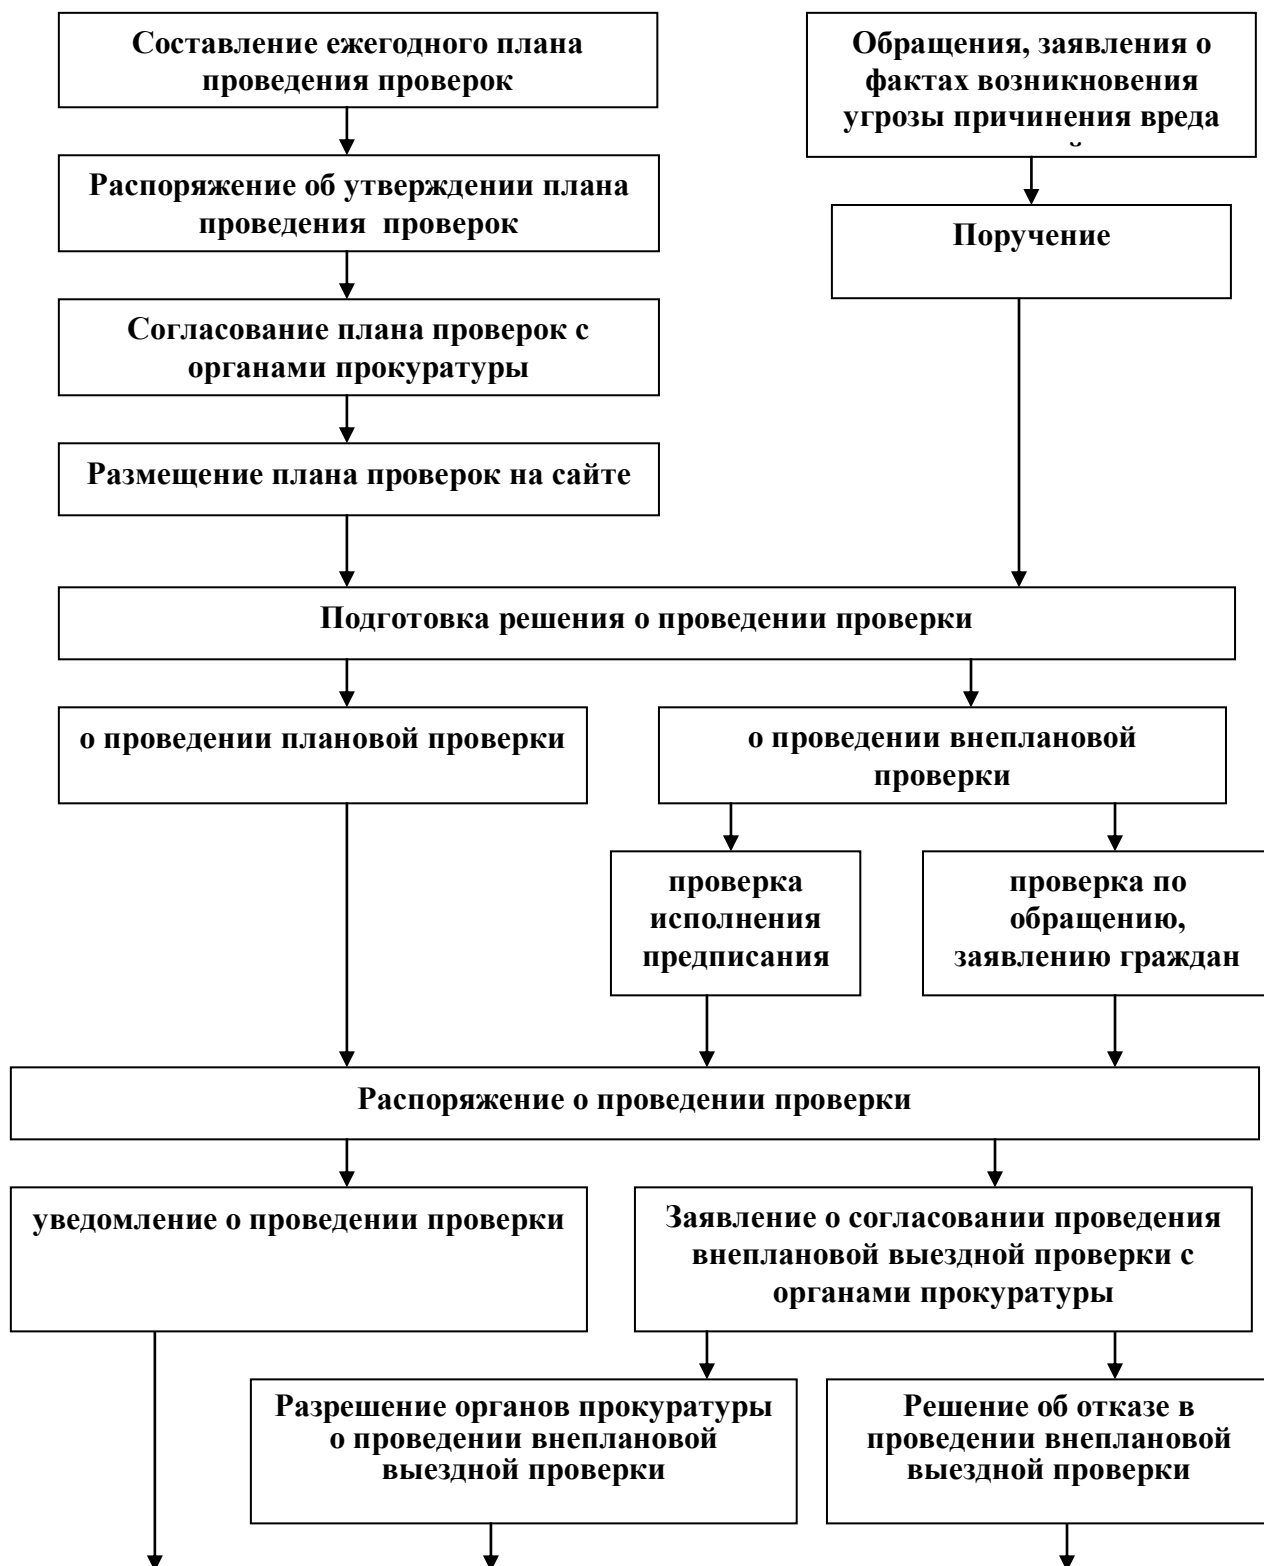 Составление ежегодного плана
проведения проверок
Обращения, заявления о
фактах возникновения
угрозы причинения вреда
Распоряжение об утверждении плана
проведения  проверок
Поручение
Согласование плана проверок с
органами прокуратуры
Размещение плана проверок на сайте
Подготовка решения о проведении проверки
о проведении плановой проверки
о проведении внеплановой
проверки
проверка
исполнения
предписания
проверка по
обращению,
заявлению граждан
Распоряжение о проведении проверки
уведомление о проведении проверки
Заявление о согласовании проведения
внеплановой выездной проверки с
органами прокуратуры
Разрешение органов прокуратуры
о проведении внеплановой
выездной проверки
Решение об отказе в
проведении внеплановой
выездной проверки